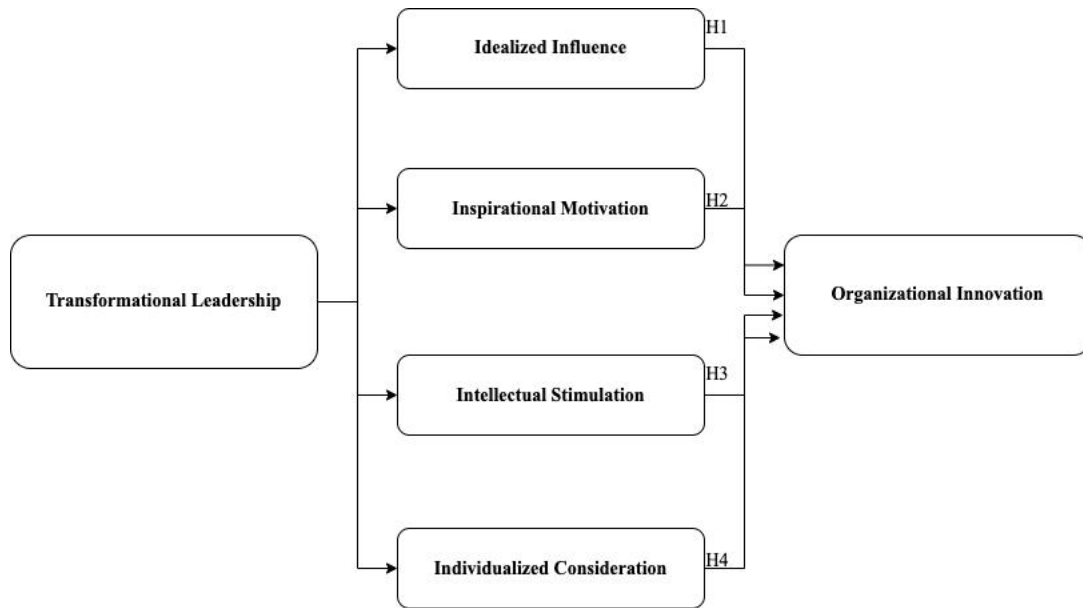 Idealized Influence
H1
Inspirational Motivation
H2
Transformational Leadership
Organizational Innovation
Intellectual Stimulation
H3
Individualized Consideration
H4